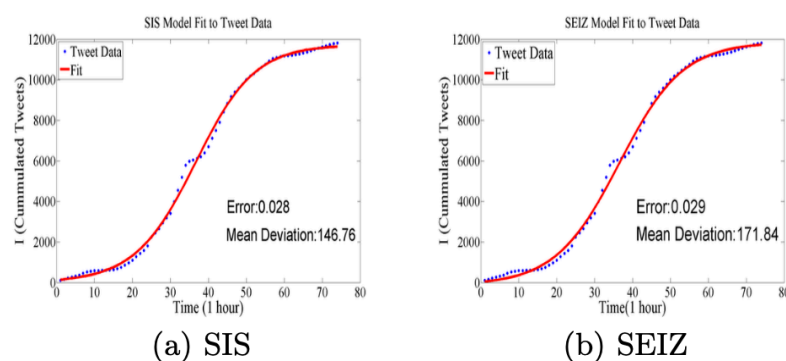 SIS Model Fit to Tweet Data
12000
10000
8000
6000
4000
2000
0
I (Cummulated Tweets)
Tweet Data
Fit
Error:0.028
Mean Deviation:146.76
0 10 20 30 40 50 60 70 80
Time (1 hour)
(a) SIS
SEIZ Model Fit to Tweet Data
12000
10000
8000
6000
4000
2000
0
I (Cummulated Tweets)
Tweet Data
Fit
Error:0.029
Mean Deviation:171.84
0 10 20 30 40 50 60 70 80
Time(1 hour)
(b) SEIZ